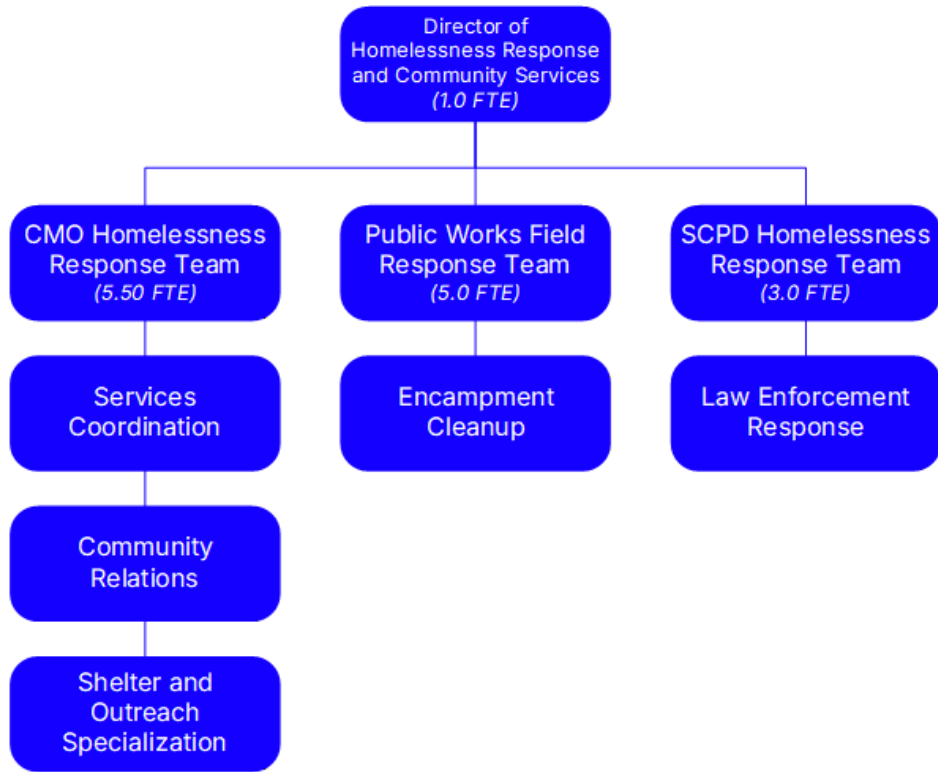 Director of
Homelessness Response
and Community Services
(1.0 FTE)
CMO Homelessness
Response Team
(5.50 FTE)
Public Works Field
Response Team
(5.0 FTE)
SCPD Homelessness
Response Team
(3.0 FTE)
Services
Coordination
Encampment
Cleanup
Law Enforcement
Response
Community
Relations
Shelter and
Outreach
Specialization